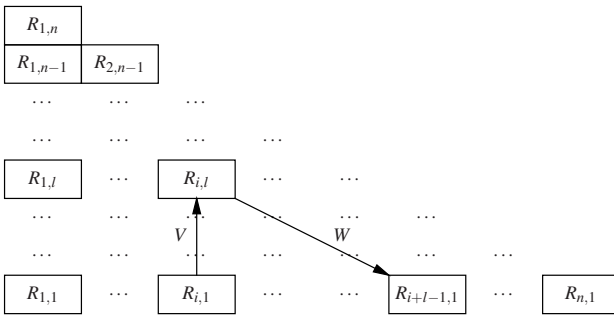 R_{1,n}
R_{1,n−1} R_{2,n−1}
... ... ...
... ... ... ...
R_{1,l} ... R_{i,l} ... ...
... ... ... ... ... ...
V W
... ... ... ... ... ... ...
R_{1,1} ... R_{i,1} ... ... R_{i+l−1,1} ... R_{n,1}